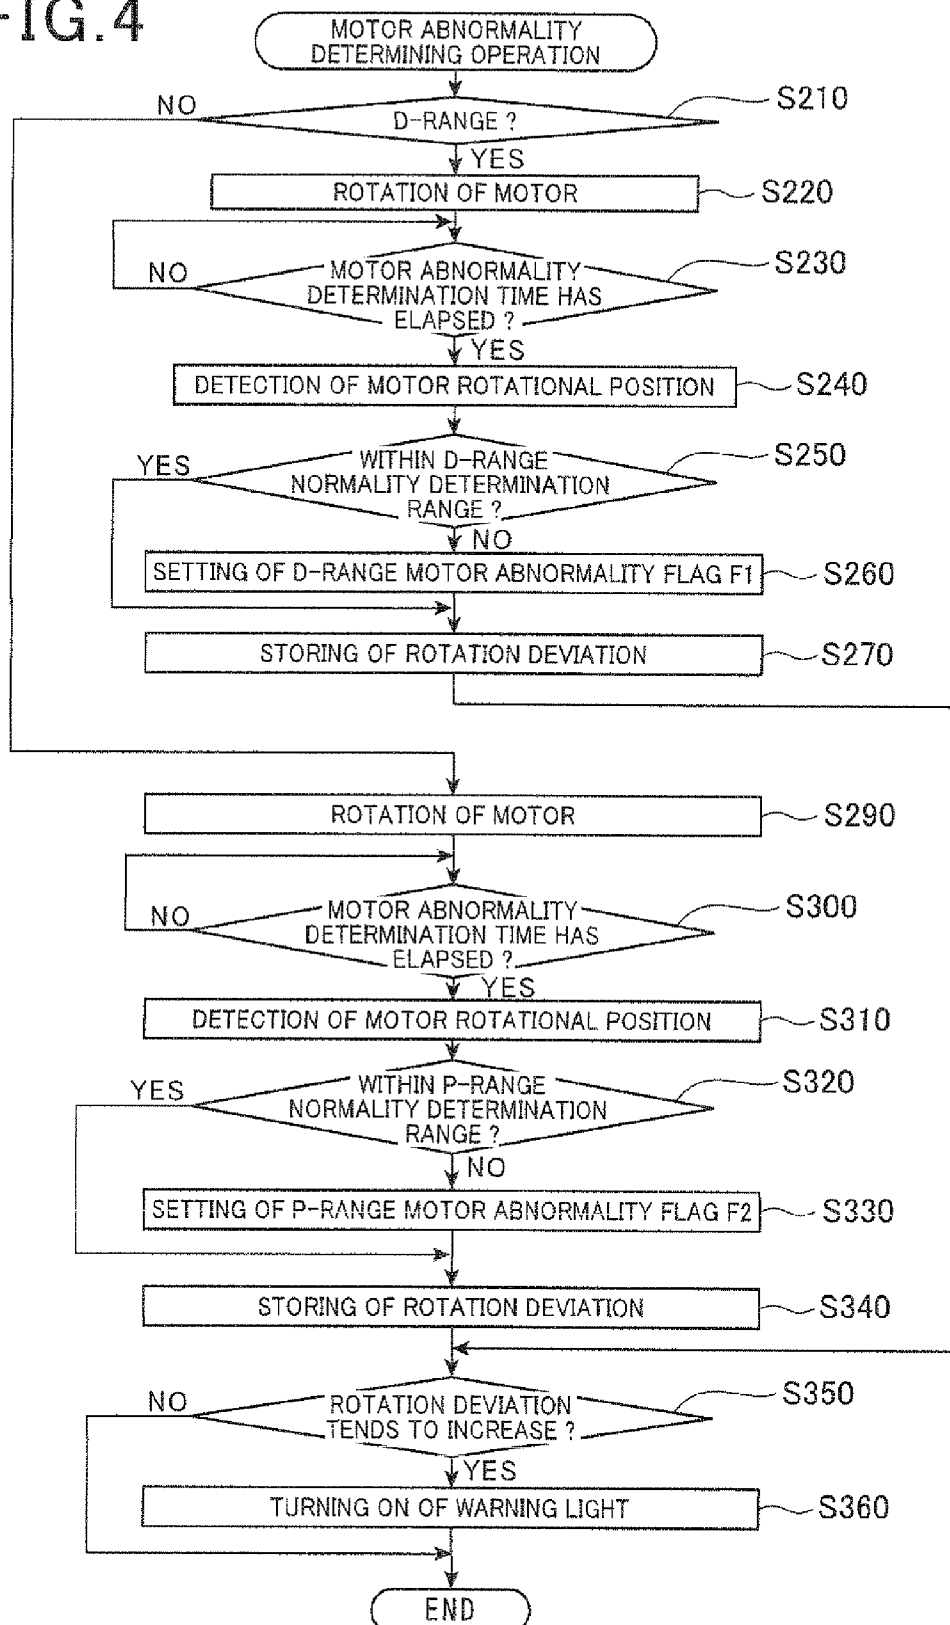 FIG.4
MOTOR ABNORMALITY
DETERMINING OPERATION
NO
S210
D-RANGE ?
YES
ROTATION OF MOTOR
S220
NO
MOTOR ABNORMALITY
DETERMINATION TIME HAS
ELAPSED ?
S230
YES
DETECTION OF MOTOR ROTATIONAL POSITION
S240
YES
WITHIN D-RANGE
NORMALITY DETERMINATION
RANGE ?
S250
NO
SETTING OF D-RANGE MOTOR ABNORMALITY FLAG F1
S260
STORING OF ROTATION DEVIATION
S270
ROTATION OF MOTOR
S290
NO
MOTOR ABNORMALITY
DETERMINATION TIME HAS
ELAPSED ?
S300
YES
DETECTION OF MOTOR ROTATIONAL POSITION
S310
YES
WITHIN P-RANGE
NORMALITY DETERMINATION
RANGE ?
S320
NO
SETTING OF P-RANGE MOTOR ABNORMALITY FLAG F2
S330
STORING OF ROTATION DEVIATION
S340
NO
ROTATION DEVIATION
TENDS TO INCREASE ?
S350
YES
TURNING ON OF WARNING LIGHT
S360
END